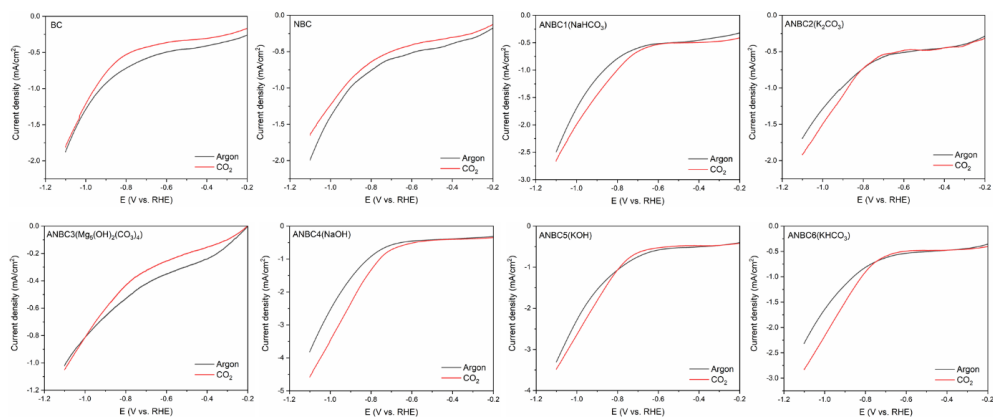 BC
Current density (mA/cm²)
0.0
-0.5
-1.0
-1.5
-2.0
Argon
CO₂
-1.2 -1.0 -0.8 -0.6 -0.4 -0.2
E (V vs. RHE)
NBC
Current density (mA/cm²)
0.0
-0.5
-1.0
-1.5
-2.0
Argon
CO₂
-1.2 -1.0 -0.8 -0.6 -0.4 -0.2
E (V vs. RHE)
ANBC1(NaHCO₃)
Current density (mA/cm²)
0.0
-0.5
-1.0
-1.5
-2.0
-2.5
-3.0
Argon
CO₂
-1.2 -1.0 -0.8 -0.6 -0.4 -0.2
E (V vs. RHE)
ANBC2(K₂CO₃)
Current density (mA/cm²)
0.0
-0.5
-1.0
-1.5
-2.0
Argon
CO₂
-1.2 -1.0 -0.8 -0.6 -0.4 -0.2
E (V vs. RHE)
ANBC3(Mg₅(OH)₂(CO₃)₄)
Current density (mA/cm²)
0.0
-0.2
-0.4
-0.6
-0.8
-1.0
-1.2
Argon
CO₂
-1.2 -1.0 -0.8 -0.6 -0.4 -0.2
E (V vs. RHE)
ANBC4(NaOH)
Current density (mA/cm²)
0
-1
-2
-3
-4
-5
Argon
CO₂
-1.2 -1.0 -0.8 -0.6 -0.4 -0.2
E (V vs. RHE)
ANBC5(KOH)
Current density (mA/cm²)
0
-1
-2
-3
-4
Argon
CO₂
-1.2 -1.0 -0.8 -0.6 -0.4 -0.2
E (V vs. RHE)
ANBC6(KHCO₃)
Current density (mA/cm²)
0.0
-0.5
-1.0
-1.5
-2.0
-2.5
-3.0
Argon
CO₂
-1.2 -1.0 -0.8 -0.6 -0.4 -0.2
E (V vs. RHE)